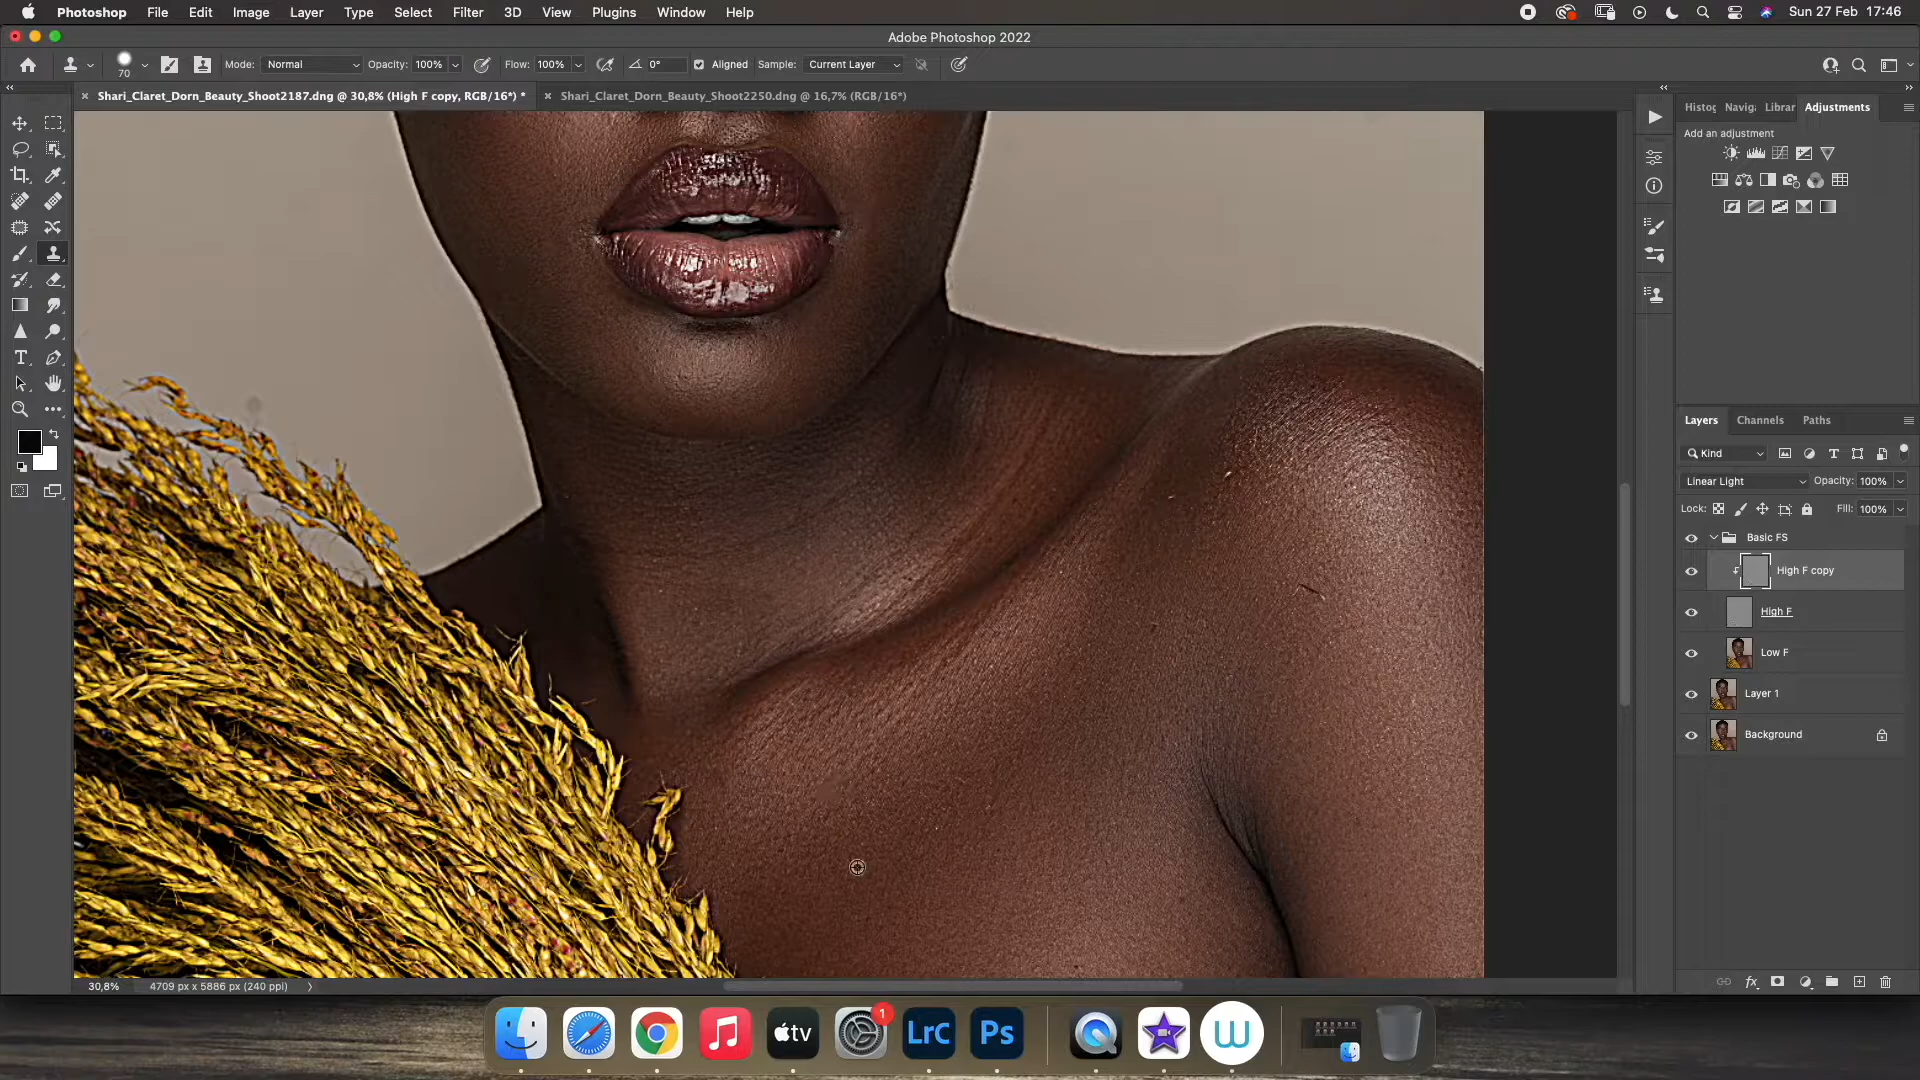 Photoshop File Edit Image Layer Type Select Filter 3D View Plugins Window Help Sun 27 Feb 17:46
Adobe Photoshop 2022
70 Mode: Normal Opacity: 100% Flow: 100% 0° Aligned Sample: Current Layer
Shari_Claret_Dorn_Beauty_Shoot2187.dng @ 30,8% (High F copy, RGB/16*) * Shari_Claret_Dorn_Beauty_Shoot2250.dng @ 16,7% (RGB/16*)
Histog Naviga Librar Adjustments
Add an adjustment
Layers Channels Paths
Kind
Linear Light Opacity: 100%
Lock: Fill: 100%
Basic FS
High F copy
High F
Low F
Layer 1
Background
30,8% 4709 px x 5886 px (240 ppi)
1
tv LrC Ps W